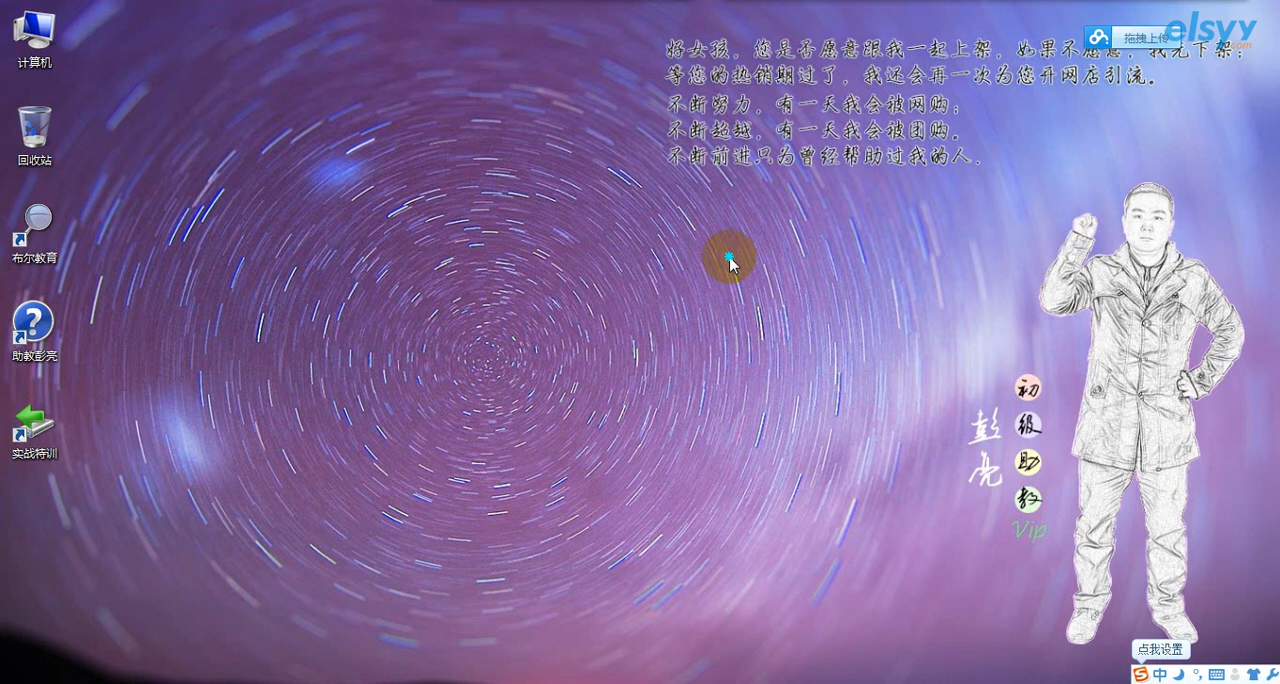 计算机
回收站
布尔教育
助教彭亮
实战特训
elsyy
.com
拖拽上传
好女孩，您是否愿意跟我一起上架，如果不愿意，我先下架；
等您的热销期过了，我还会再一次为您开网店引流。
不断努力，有一天我会被网购；
不断超越，有一天我会被团购。
不断前进只为曾经帮助过我的人.
彭亮
初级助教
Vip
点我设置
中